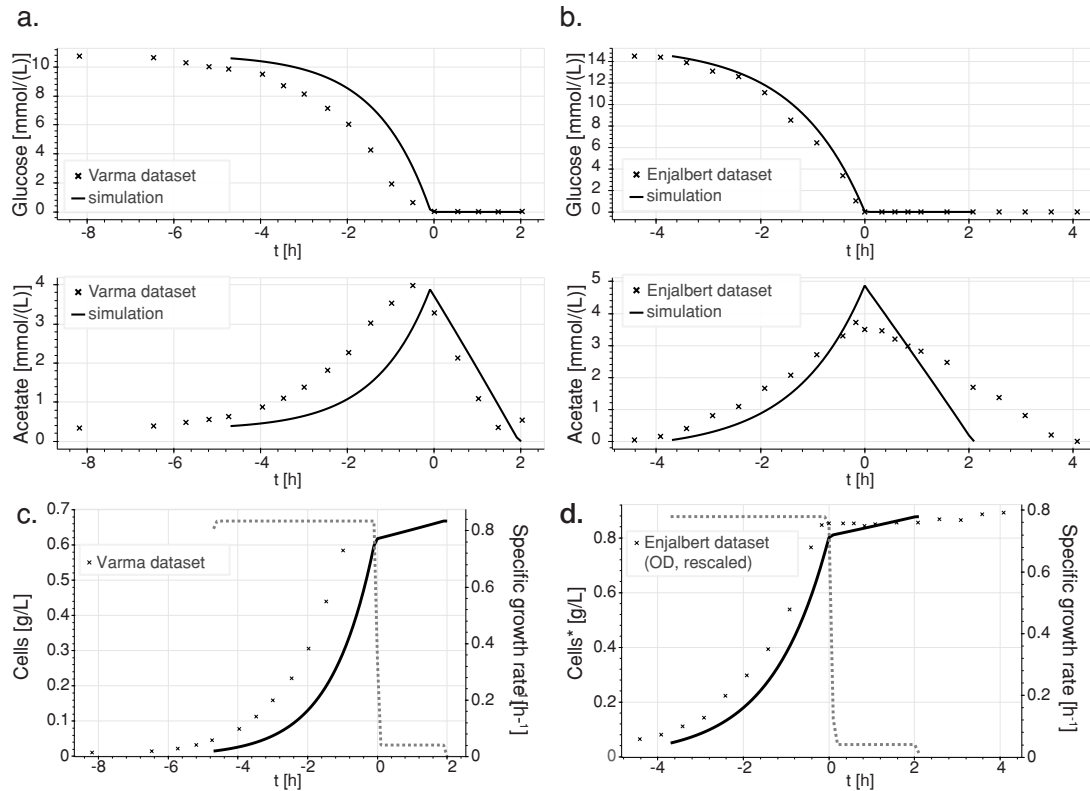 a.
Glucose [mmol/(L)]
10
8
6
4
2
0
Varma dataset
simulation
-8
-6
-4
-2
0
2
t [h]
b.
Glucose [mmol/(L)]
14
12
10
8
6
4
2
0
Enjalbert dataset
simulation
-4
-2
0
2
4
t [h]
Acetate [mmol/(L)]
4
3
2
1
0
Varma dataset
simulation
-8
-6
-4
-2
0
2
t [h]
Acetate [mmol/(L)]
5
4
3
2
1
0
Enjalbert dataset
simulation
-4
-2
0
2
4
t [h]
c.
Cells [g/L]
0.7
0.6
0.5
0.4
0.3
0.2
0.1
0
Varma dataset
-8
-6
-4
-2
0
2
t [h]
0.8
0.6
0.4
0.2
0
Specific growth rate [h-1]
d.
Cells* [g/L]
0.8
0.6
0.4
0.2
0
Enjalbert dataset
(OD, rescaled)
-4
-2
0
2
4
t [h]
0.8
0.6
0.4
0.2
0
Specific growth rate [h-1]